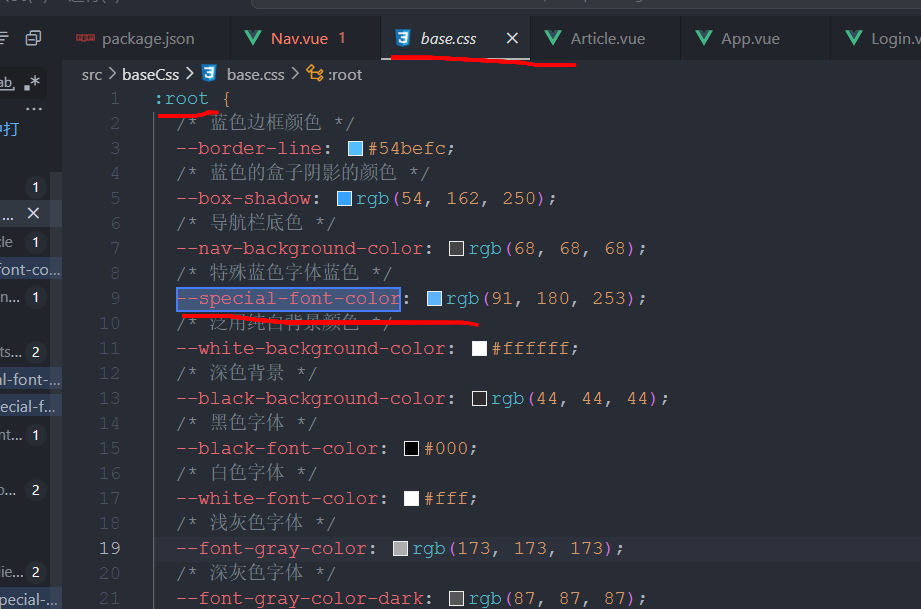 package.json
Nav.vue 1
base.css
Article.vue
App.vue
Login.v
ab,
.*
...
打
src > baseCss > base.css > :root
1 :root {
2 /* 蓝色边框颜色 */
3 --border-line: #54befc;
4 /* 蓝色的盒子阴影的颜色 */
5 --box-shadow: rgb(54, 162, 250);
6 /* 导航栏底色 */
7 --nav-background-color: rgb(68, 68, 68);
8 /* 特殊蓝色字体蓝色 */
9 --special-font-color: rgb(91, 180, 253);
10 /* 泛用纯白背景颜色 */
11 --white-background-color: #ffffff;
12 /* 深色背景 */
13 --black-background-color: rgb(44, 44, 44);
14 /* 黑色字体 */
15 --black-font-color: #000;
16 /* 白色字体 */
17 --white-font-color: #fff;
18 /* 浅灰色字体 */
19 --font-gray-color: rgb(173, 173, 173);
20 /* 深灰色字体 */
21 --font-gray-color-dark: rgb(87, 87, 87);
1
...
cle 1
font-co...
n... 1
ts... 2
al-font-...
pecial-f...
nt... 1
o... 2
ie... 2
pecial-...